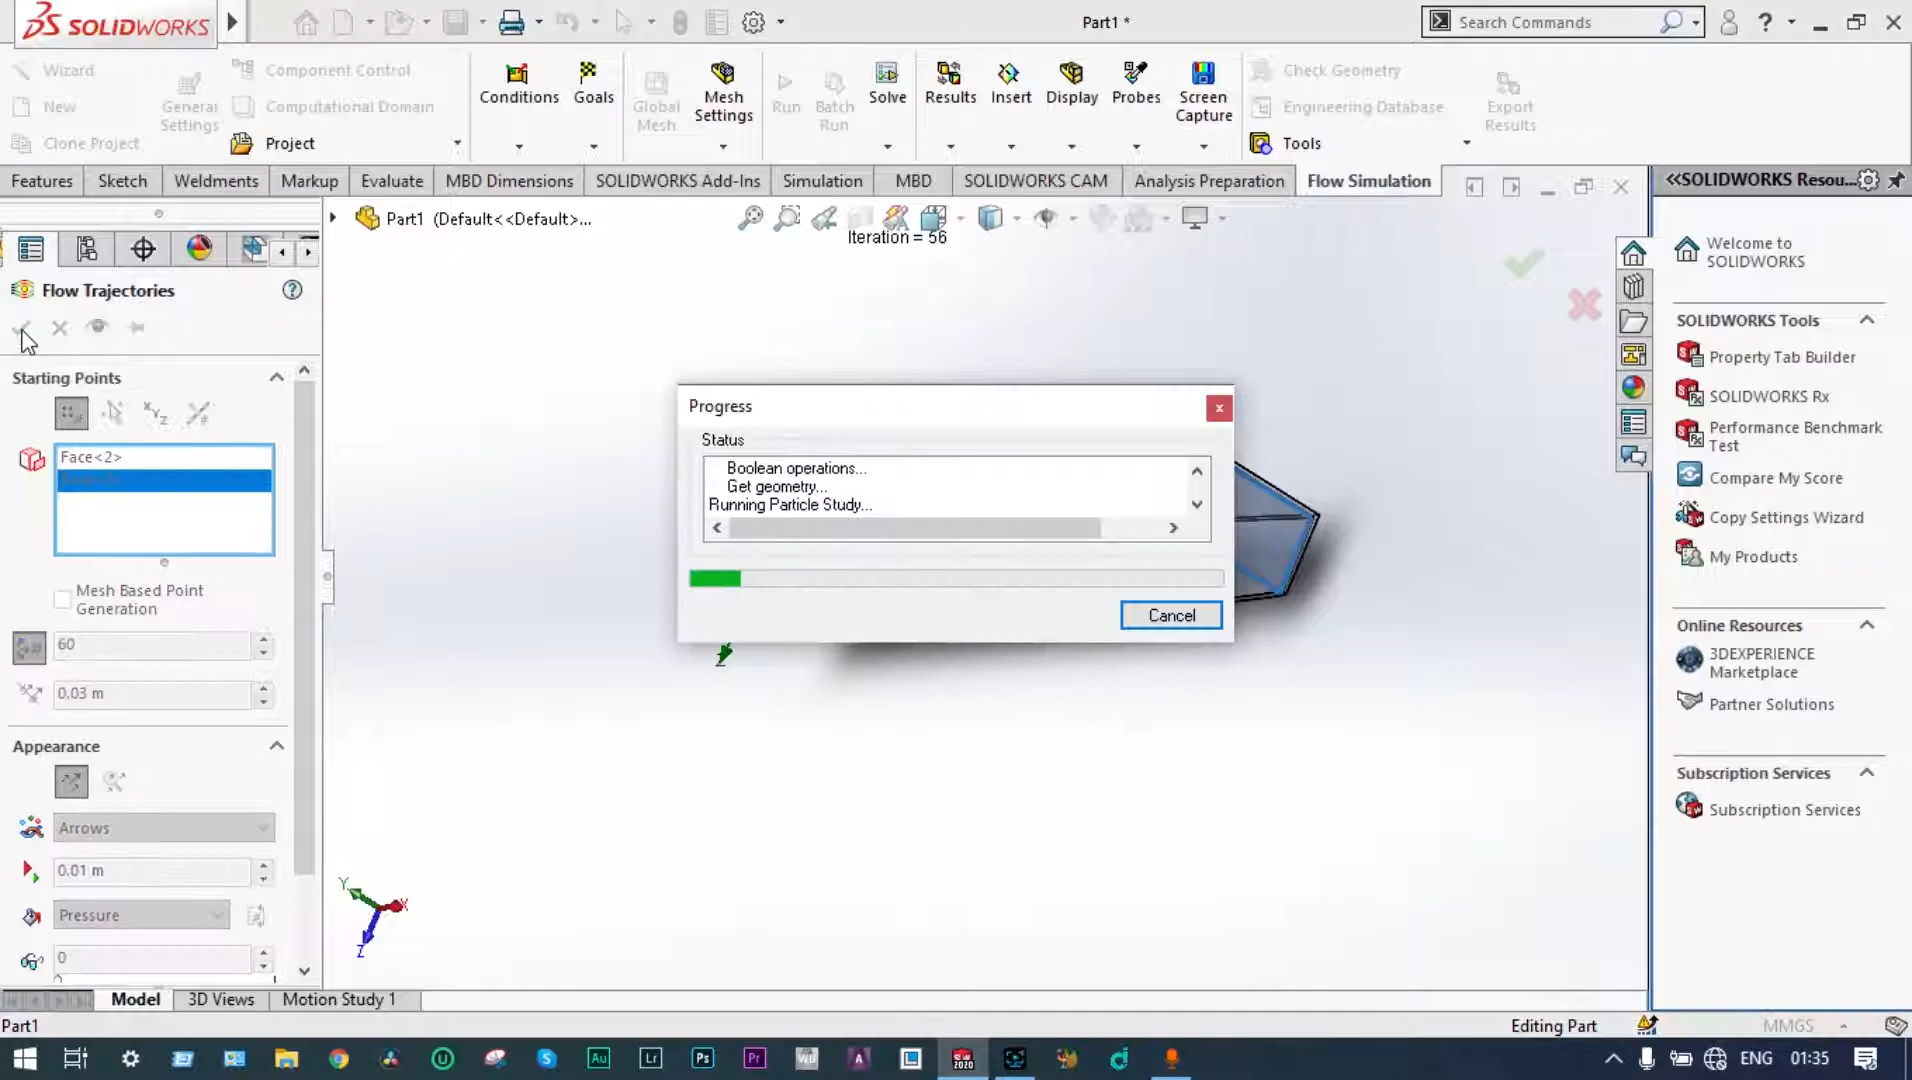 SOLIDWORKS
Part1 *
Search Commands
Wizard
New
Clone Project
General Settings
Component Control
Computational Domain
Project
Conditions
Goals
Global Mesh
Mesh Settings
Run
Batch Run
Solve
Results
Insert
Display
Probes
Screen Capture
Check Geometry
Engineering Database
Tools
Export Results
Features
Sketch
Weldments
Markup
Evaluate
MBD Dimensions
SOLIDWORKS Add-Ins
Simulation
MBD
SOLIDWORKS CAM
Analysis Preparation
Flow Simulation
«SOLIDWORKS Resou...
Part1 (Default<<Default>...
Iteration = 56
Flow Trajectories
Starting Points
Face<2>
Mesh Based Point
Generation
60
0.03 m
Appearance
Arrows
0.01 m
Pressure
0
Progress
Status
Boolean operations...
Get geometry...
Running Particle Study...
Cancel
Z
Y
X
Z
Welcome to
SOLIDWORKS
SOLIDWORKS Tools
Property Tab Builder
SOLIDWORKS Rx
Performance Benchmark
Test
Compare My Score
Copy Settings Wizard
My Products
Online Resources
3DEXPERIENCE
Marketplace
Partner Solutions
Subscription Services
Subscription Services
Model
3D Views
Motion Study 1
Part1
Editing Part
MMGS
Au
Lr
Ps
Pr
WB
A
SW
2020
ENG
01:35